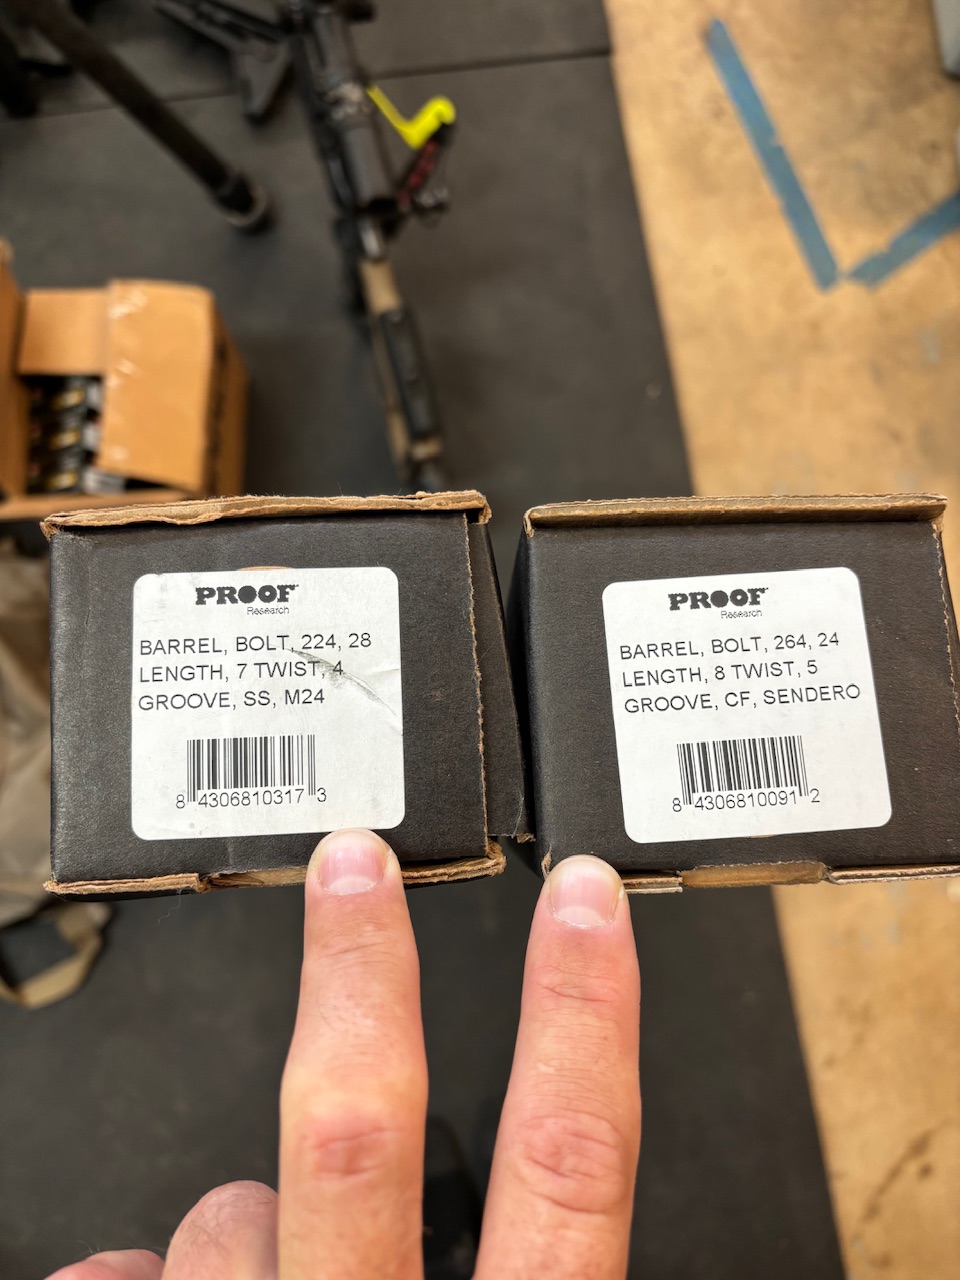 PROOF
Research
BARREL, BOLT, 224, 28
LENGTH, 7 TWIST, 4
GROOVE, SS, M24
8 4306810317 3
PROOF
Research
BARREL, BOLT, 264, 24
LENGTH, 8 TWIST, 5
GROOVE, CF, SENDERO
8 4306810091 2